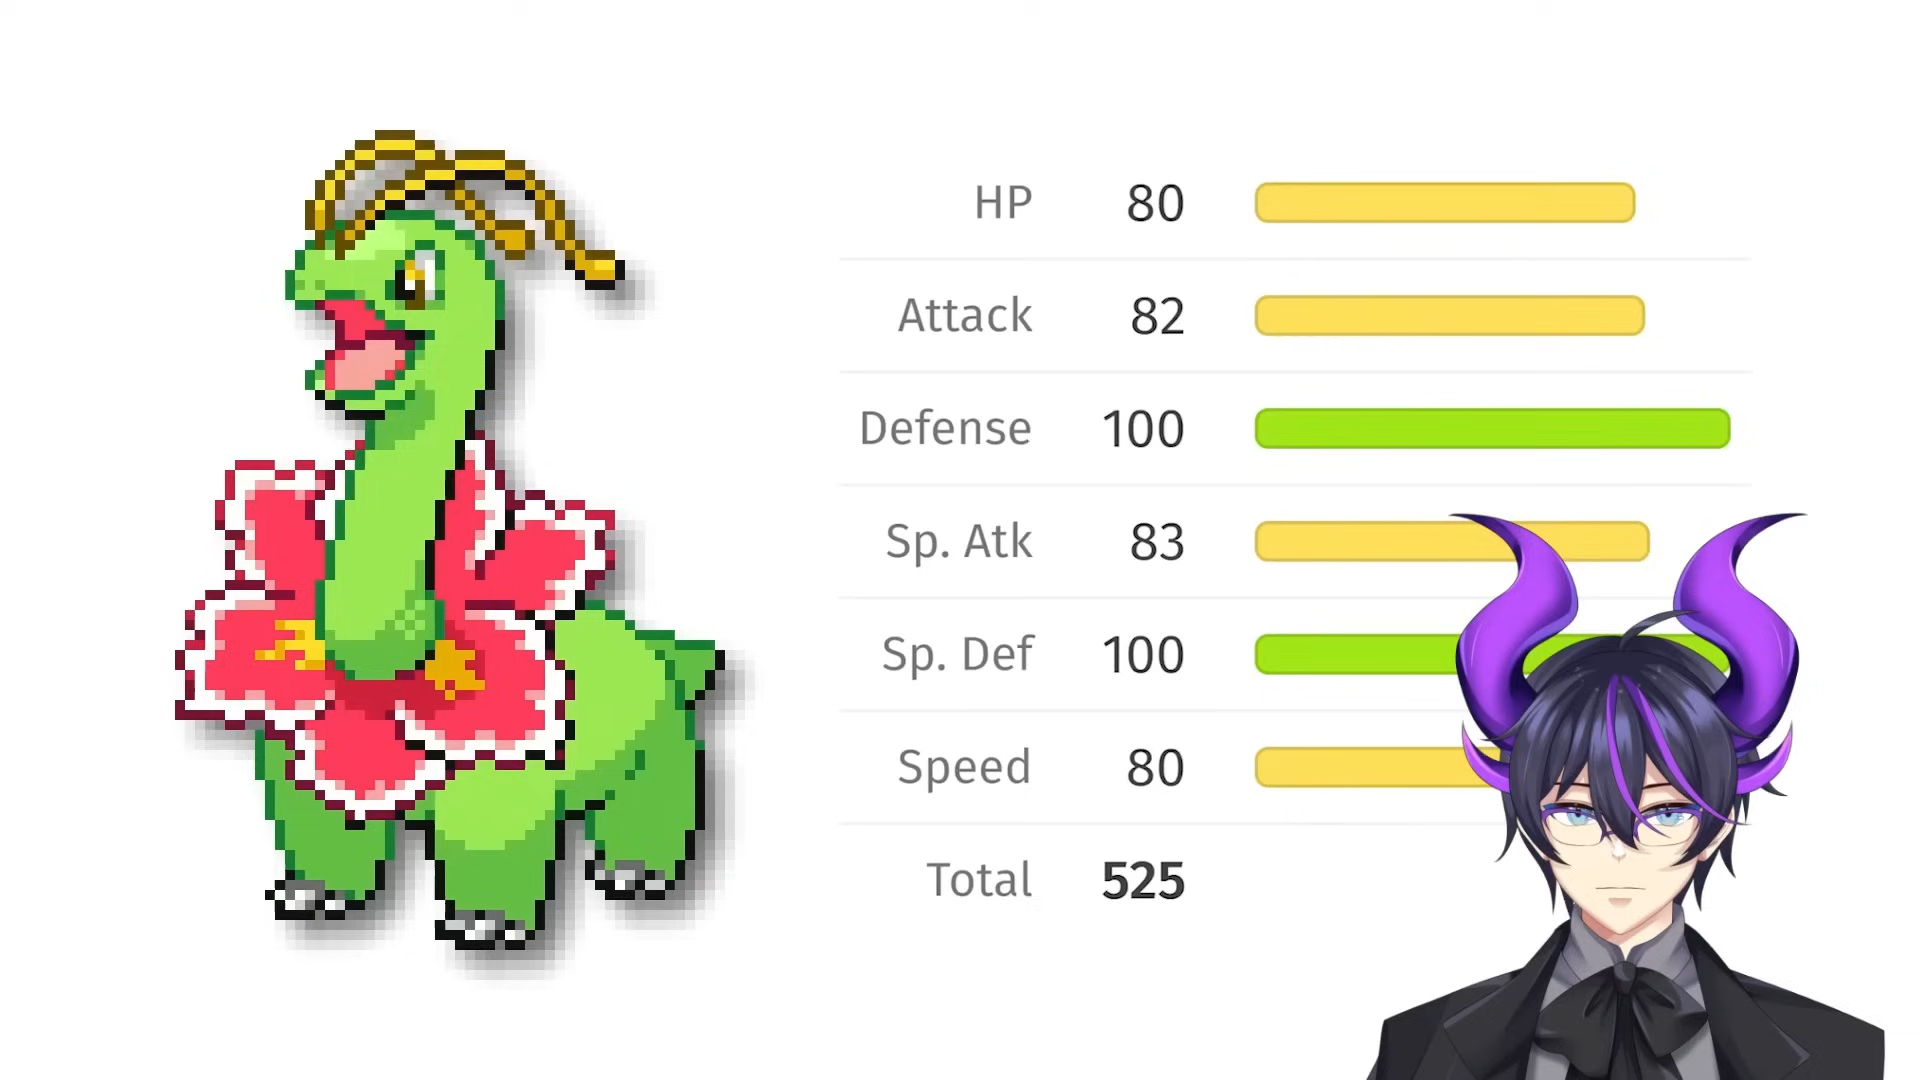 HP 80
Attack 82
Defense 100
Sp. Atk 83
Sp. Def 100
Speed 80
Total 525